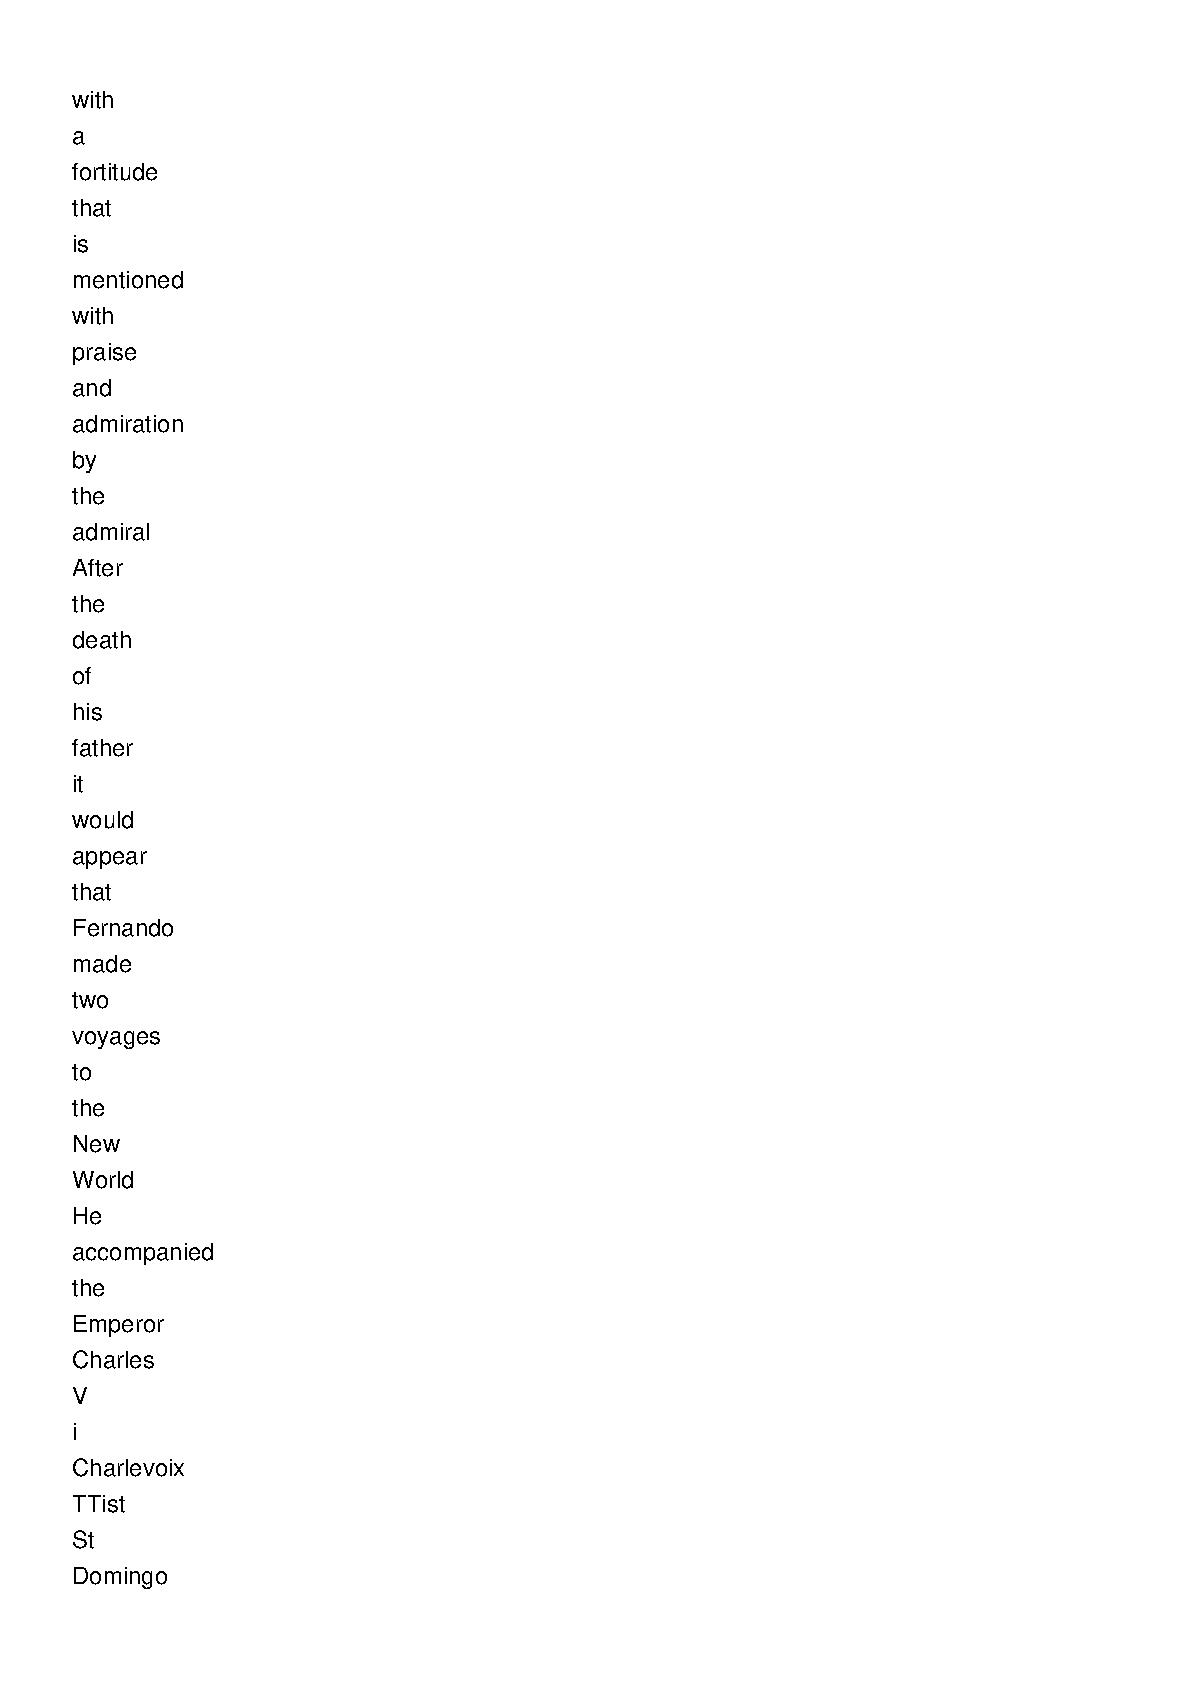 with
a
fortitude
that
is
mentioned
with
praise
and
admiration
by
the
admiral
After
the
death
of
his
father
it
would
appear
that
Fernando
made
two
voyages
to
the
New
World
He
accompanied
the
Emperor
Charles
V
i
Charlevoix
TTist
St
Domingo